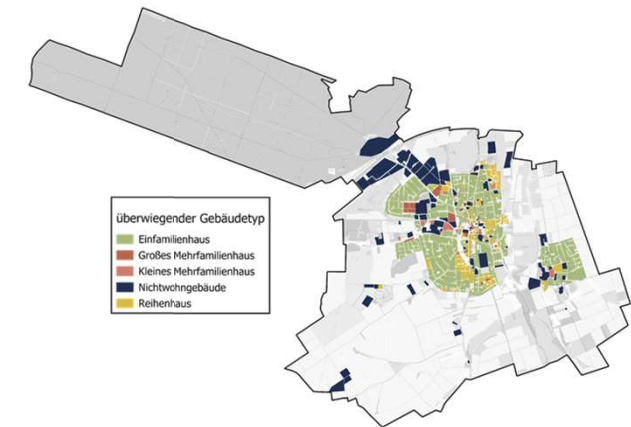 überwiegender Gebäudetyp
Einfamilienhaus
Großes Mehrfamilienhaus
Kleines Mehrfamilienhaus
Nichtwohngebäude
Reihenhaus